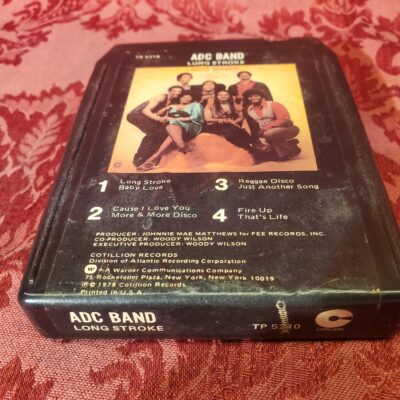 TP 5210
ADC BAND
LONG STROKE
1 Long Stroke
Baby Love
3 Reggae Disco
Just Another Song
2 Cause I Love You
More & More Disco
4 Fire Up
That's Life
PRODUCER: JOHNNIE MAE MATTHEWS for FEE RECORDS, INC.
CO-PRODUCER: WOODY WILSON
EXECUTIVE PRODUCER: WOODY WILSON
COTILLION RECORDS
Division of Atlantic Recording Corporation
A Warner Communications Company
75 Rockefeller Plaza, New York, New York 10019
℗ © 1978 Cotillion Records
Printed in U.S.A.
ADC BAND
LONG STROKE
TP 5210
COTILLION